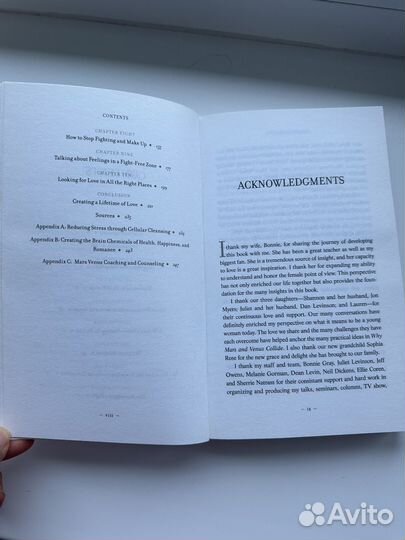 CONTENTS
CHAPTER EIGHT
How to Stop Fighting and Make Up • 157
CHAPTER NINE
Talking about Feelings in a Fight-Free Zone • 177
CHAPTER TEN
Looking for Love in All the Right Places • 199
CONCLUSION
Creating a Lifetime of Love •
Sources •
Appendix A: Reducing Stress through Cellular Cleansing •
Appendix B: Creating the Brain Chemicals of Health, Happiness, and
Romance •
Appendix C: Mars Venus Coaching and Counseling • 247
— viii —
ACKNOWLEDGMENTS
I thank my wife, Bonnie, for sharing the journey of developing
this book with me. She has been a great teacher as well as my
biggest fan. She is a tremendous source of insight, and her capacity
to love is a great inspiration. I thank her for expanding my ability
to understand and honor the female point of view. This perspective
has not only enriched our life together but also provides the foundation
for the many insights in this book.
I thank our three daughters—Shannon and her husband, Jon
Myers; Juliet and her husband, Dan Levinson; and Lauren—for
their continuous love and support. Our many conversations have
definitely enriched my perspective on what it means to be a young
woman today. The love we share and the many challenges they have
each overcome have helped anchor the many practical ideas in Why
Mars and Venus Collide. I also thank our new grandchild Sophia
Rose for the new grace and delight she has brought to our family.
I thank my staff and team, Bonnie Gray, Juliet Levinson, Jeff
Owens, Melanie Gorman, Dean Levin, Neil Dickens, Ellie Coren,
and Sherrie Natrass for their consistent support and hard work in
organizing and producing my talks, seminars, columns, TV show,
— ix —
Avito